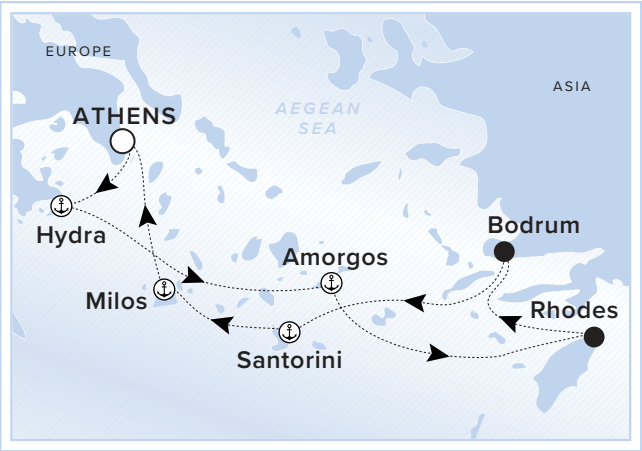 EUROPE
ASIA
AEGEAN
SEA
ATHENS
Hydra
Bodrum
Amorgos
Milos
Rhodes
Santorini